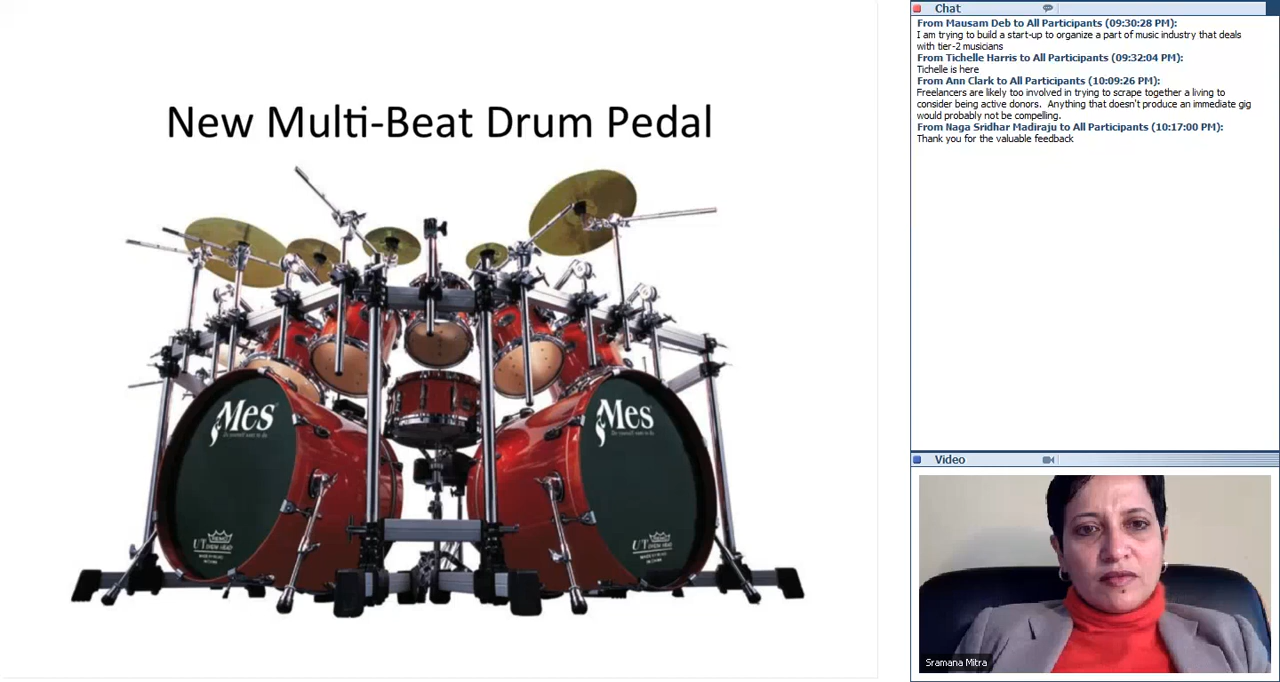 New Multi-Beat Drum Pedal
Mes
Mes
REMO
UT
REMO
UT
Chat
From Mausam Deb to All Participants (09:30:28 PM):
I am trying to build a start-up to organize a part of music industry that deals
with tier-2 musicians
From Tichelle Harris to All Participants (09:32:04 PM):
Tichelle is here
From Ann Clark to All Participants (10:09:26 PM):
Freelancers are likely too involved in trying to scrape together a living to
consider being active donors.  Anything that doesn't produce an immediate gig
would probably not be compelling.
From Naga Sridhar Madiraju to All Participants (10:17:00 PM):
Thank you for the valuable feedback
Video
Sramana Mitra